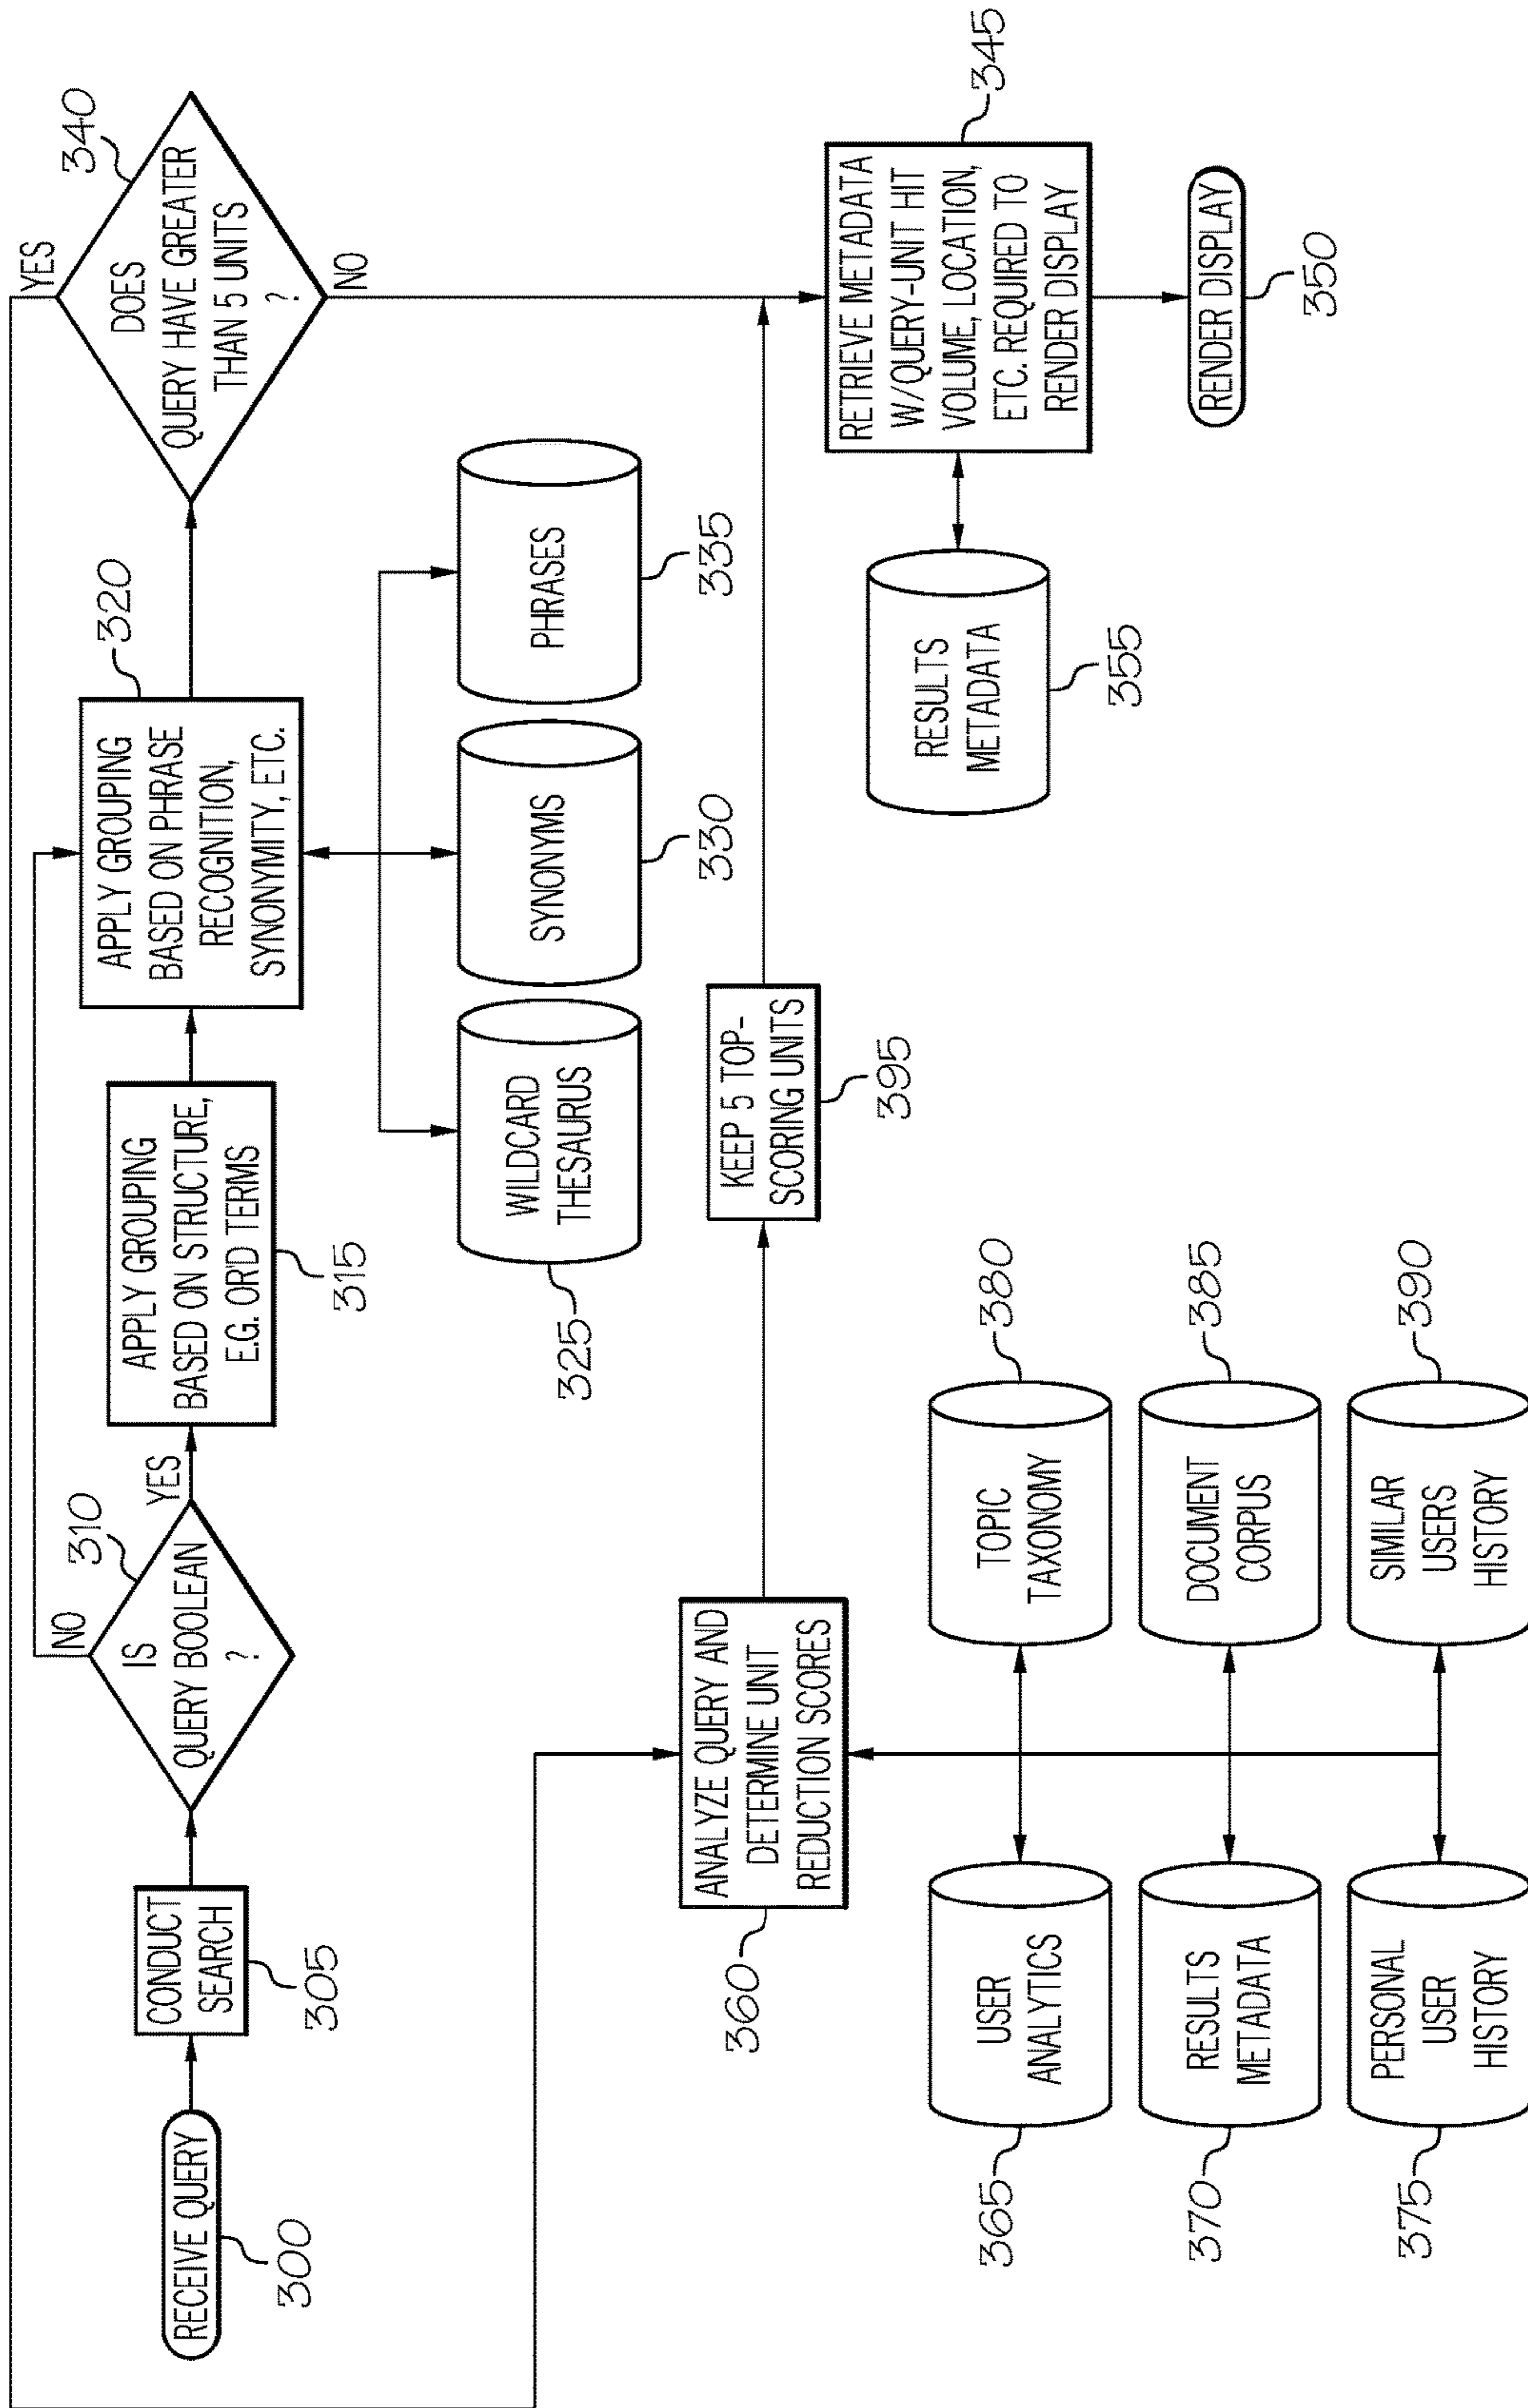 RECEIVE QUERY
300
CONDUCT
SEARCH
305
IS
QUERY BOOLEAN
?
310
NO
YES
APPLY GROUPING
BASED ON STRUCTURE,
E.G. OR'D TERMS
315
APPLY GROUPING
BASED ON PHRASE
RECOGNITION,
SYNONYMITY, ETC.
320
WILDCARD
THESAURUS
325
SYNONYMS
330
PHRASES
335
DOES
QUERY HAVE GREATER
THAN 5 UNITS
?
340
YES
NO
ANALYZE QUERY AND
DETERMINE UNIT
REDUCTION SCORES
360
KEEP 5 TOP-
SCORING UNITS
395
USER
ANALYTICS
365
RESULTS
METADATA
370
PERSONAL
USER
HISTORY
375
TOPIC
TAXONOMY
380
DOCUMENT
CORPUS
385
SIMILAR
USERS
HISTORY
390
RESULTS
METADATA
355
RETRIEVE METADATA
W/QUERY-UNIT HIT
VOLUME, LOCATION,
ETC. REQUIRED TO
RENDER DISPLAY
345
RENDER DISPLAY
350